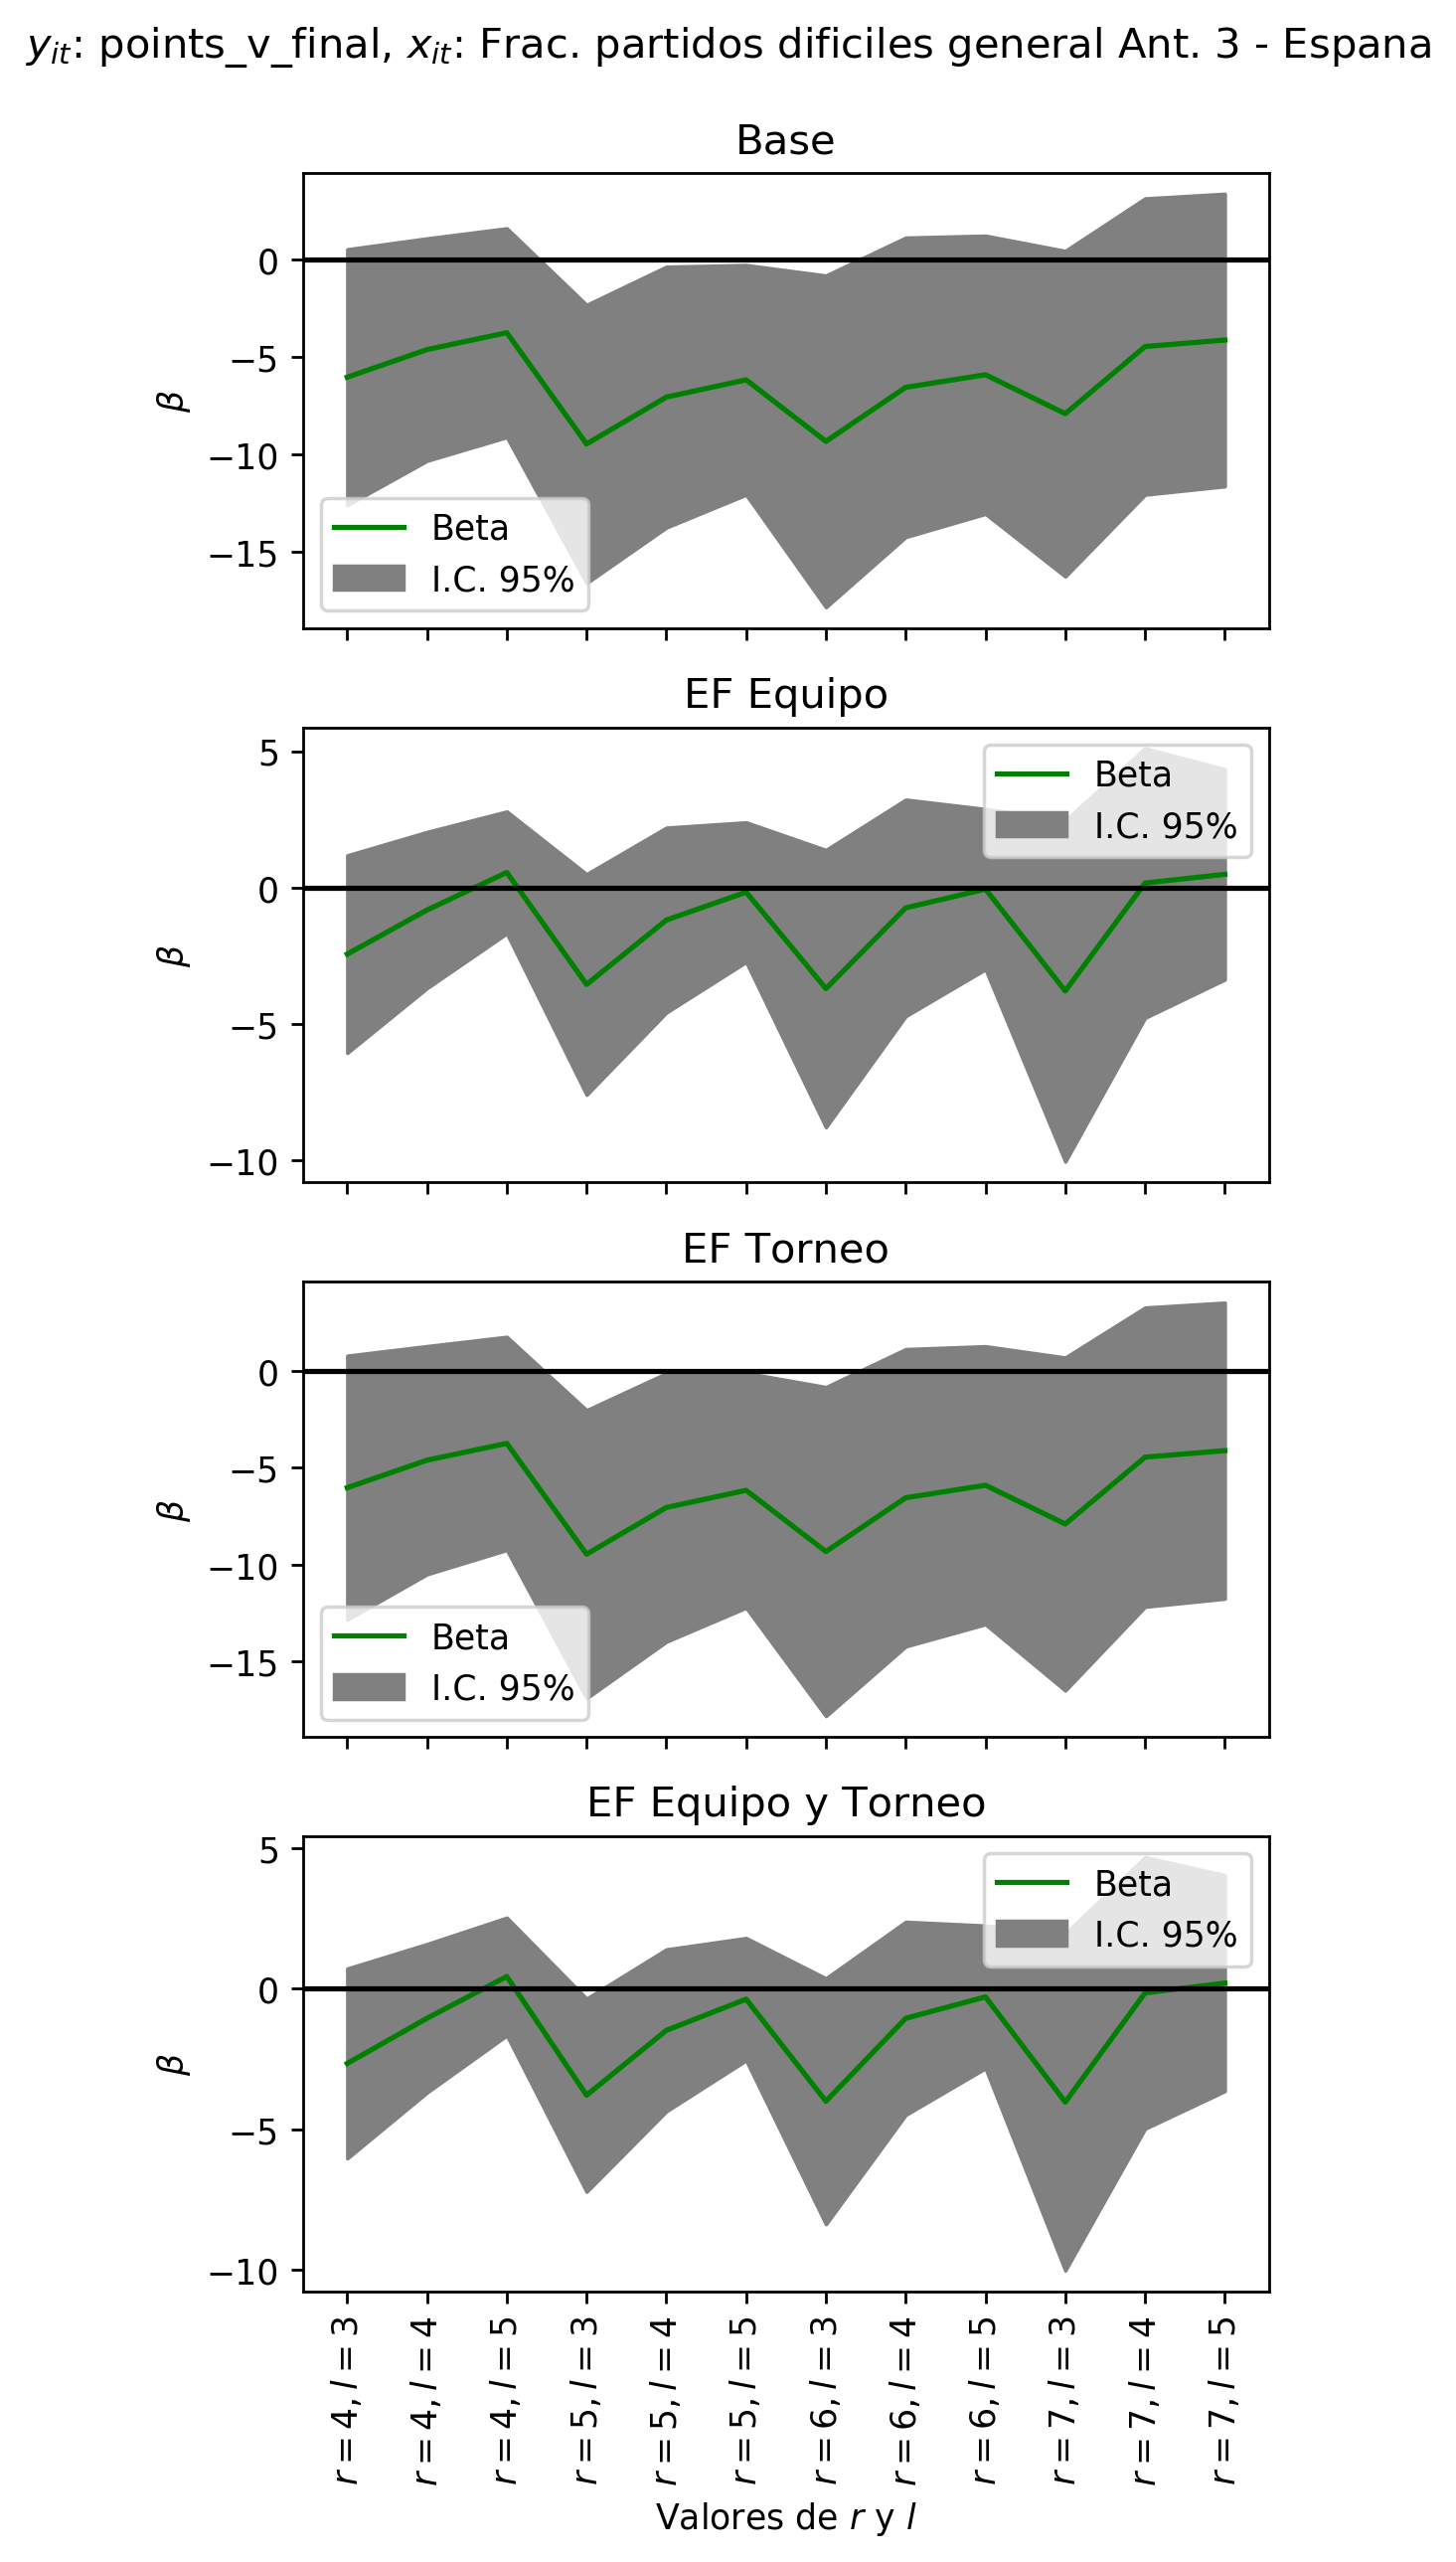 y_it: points_v_final, x_it: Frac. partidos dificiles general Ant. 3 - Espana
Base
0
−5
−10
−15
β
Beta
I.C. 95%
EF Equipo
5
0
−5
−10
β
Beta
I.C. 95%
EF Torneo
0
−5
−10
−15
β
Beta
I.C. 95%
EF Equipo y Torneo
5
0
−5
−10
β
Beta
I.C. 95%
r = 4, l = 3
r = 4, l = 4
r = 4, l = 5
r = 5, l = 3
r = 5, l = 4
r = 5, l = 5
r = 6, l = 3
r = 6, l = 4
r = 6, l = 5
r = 7, l = 3
r = 7, l = 4
r = 7, l = 5
Valores de r y l